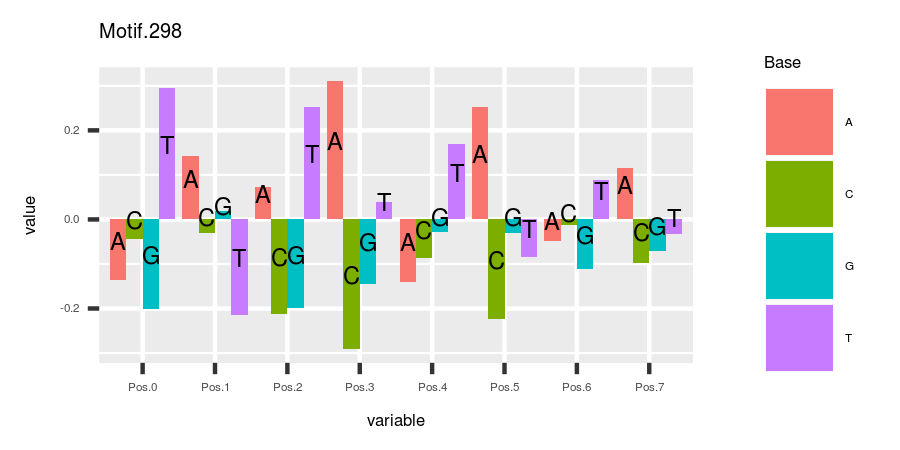 Motif.298
value
0.2
0.0
-0.2
A C G T A C G T A C G T A C G T A C G T A C G T A C G T A C G T
Pos.0 Pos.1 Pos.2 Pos.3 Pos.4 Pos.5 Pos.6 Pos.7
variable
Base
A
C
G
T